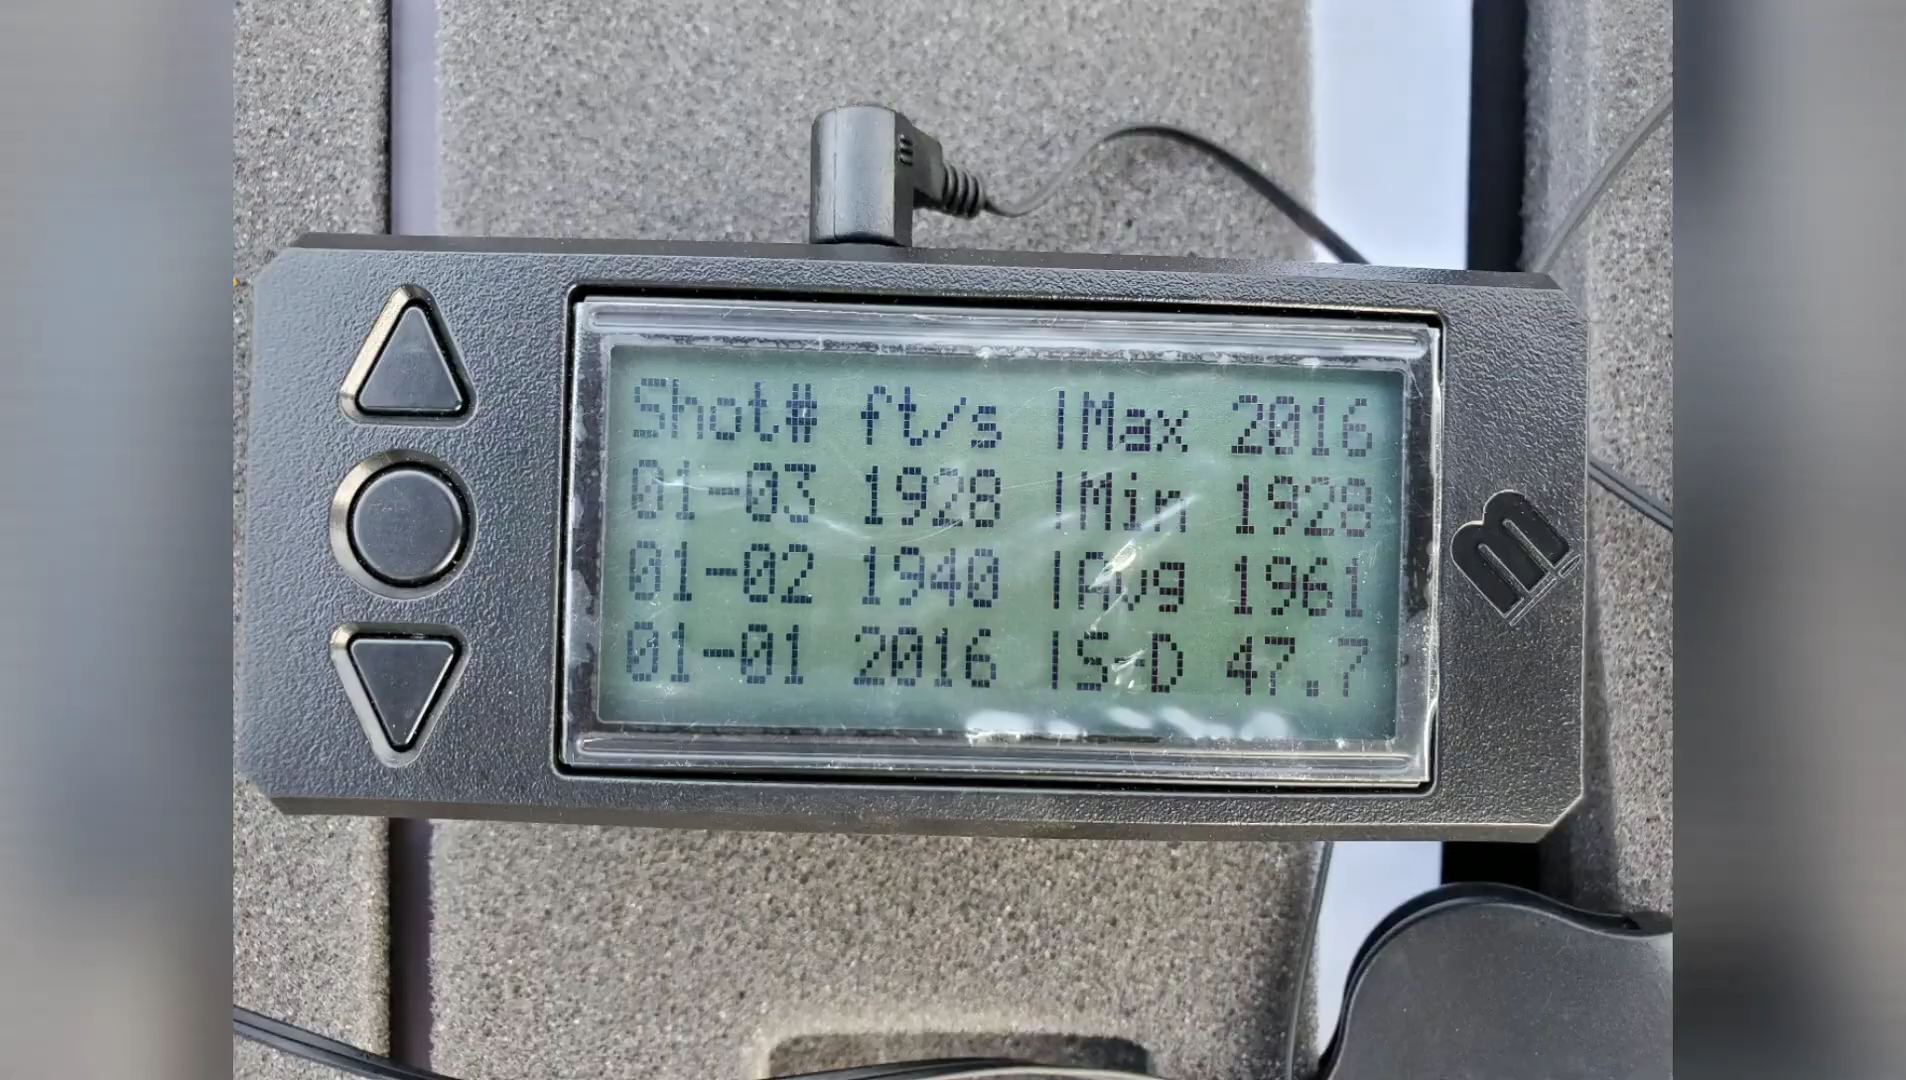 Shot# ft/s |Max 2016
01-03 1928 |Min 1928
01-02 1940 |Avg 1961
01-01 2016 |S-D 47.7
m